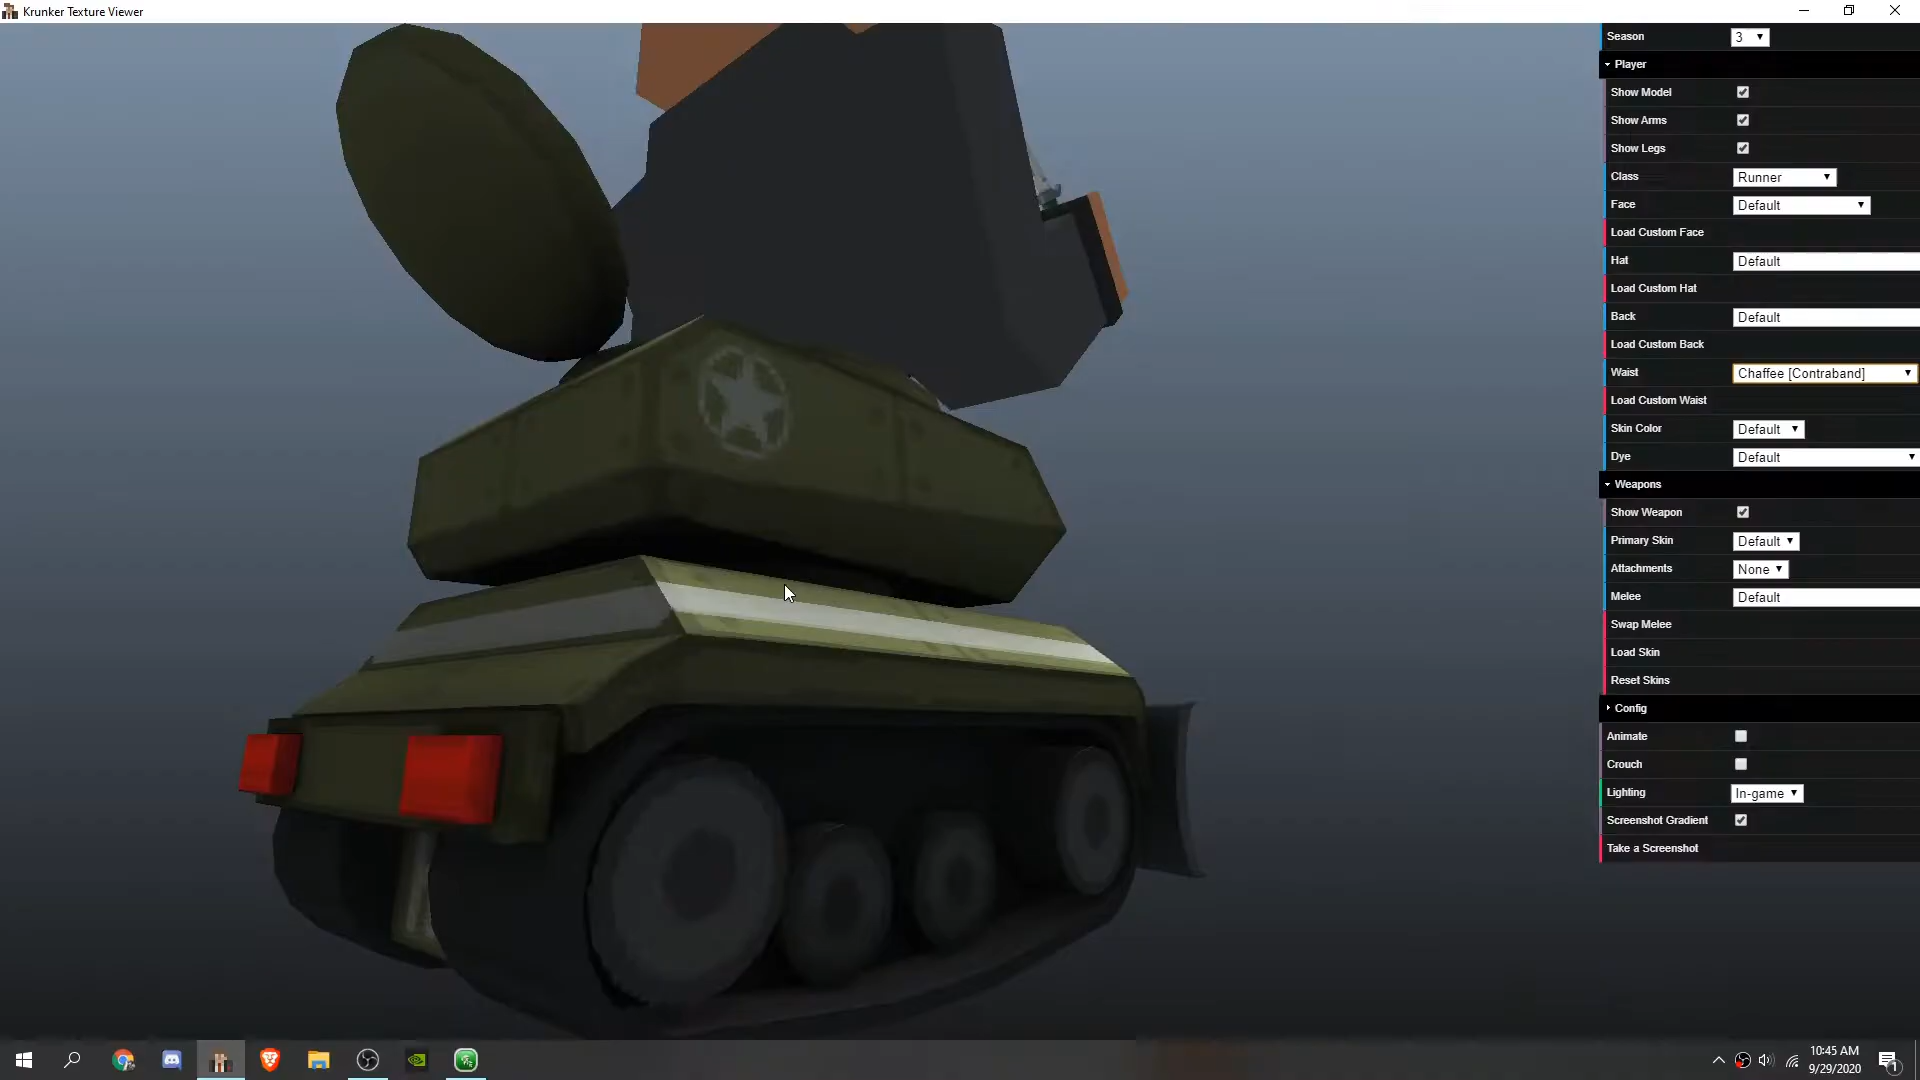 Krunker Texture Viewer
Season 3
Player
Show Model
Show Arms
Show Legs
Class Runner
Face Default
Load Custom Face
Hat Default
Load Custom Hat
Back Default
Load Custom Back
Waist Chaffee [Contraband]
Load Custom Waist
Skin Color Default
Dye Default
Weapons
Show Weapon
Primary Skin Default
Attachments None
Melee Default
Swap Melee
Load Skin
Reset Skins
Config
Animate
Crouch
Lighting In-game
Screenshot Gradient
Take a Screenshot
10:45 AM
9/29/2020
1